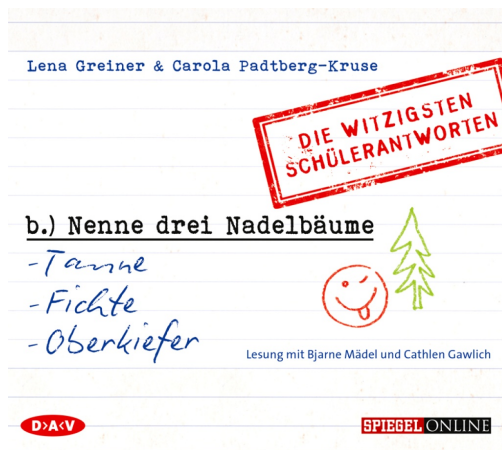 Lena Greiner & Carola Padtberg-Kruse
DIE WITZIGSTEN
SCHÜLERANTWORTEN
b.) Nenne drei Nadelbäume
-Tanne
-Fichte
-Oberkiefer
Lesung mit Bjarne Mädel und Cathlen Gawlich
D>A<V
SPIEGEL ONLINE